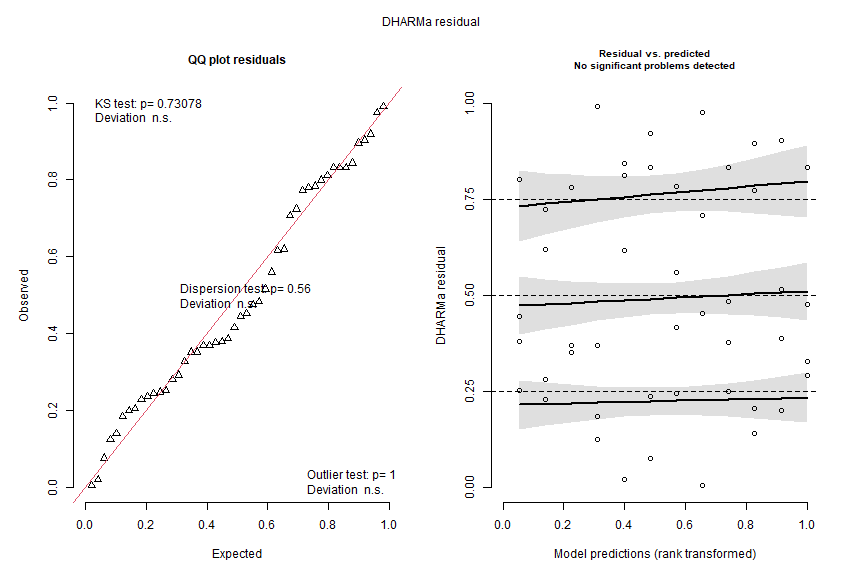 DHARMa residual
QQ plot residuals
KS test: p= 0.73078
Deviation n.s.
Dispersion test: p= 0.56
Deviation n.s.
Outlier test: p= 1
Deviation n.s.
Observed
0.0 0.2 0.4 0.6 0.8 1.0
0.0 0.2 0.4 0.6 0.8 1.0
Expected
Residual vs. predicted
No significant problems detected
DHARMa residual
0.00 0.25 0.50 0.75 1.00
0.0 0.2 0.4 0.6 0.8 1.0
Model predictions (rank transformed)